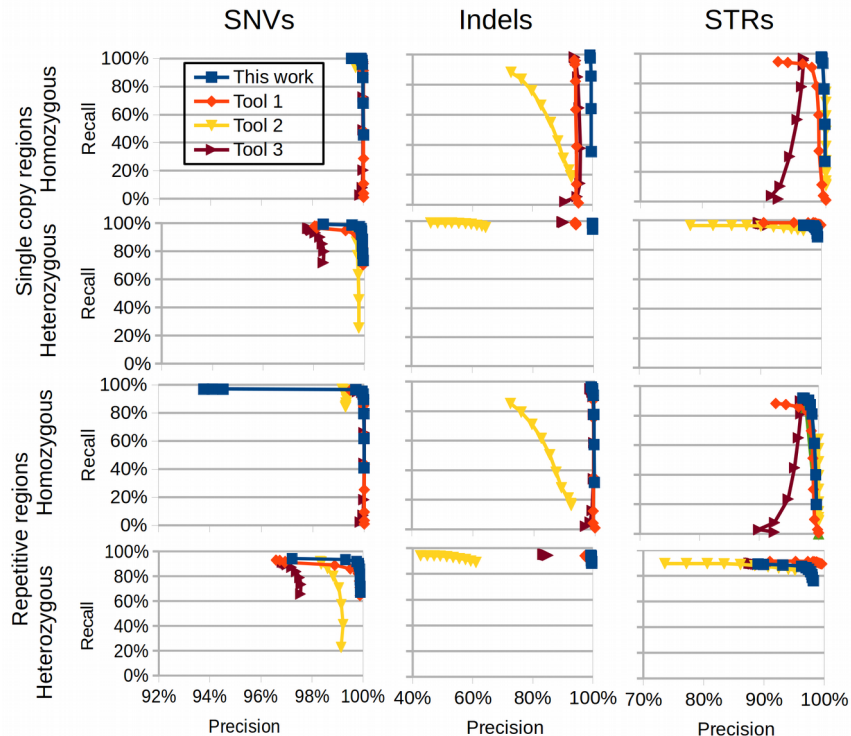 SNVs Indels STRs
Single copy regions
Homozygous
Recall
100%
80%
60%
40%
20%
0%
This work
Tool 1
Tool 2
Tool 3
Heterozygous
Recall
100%
80%
60%
40%
20%
0%
Repetitive regions
Homozygous
Recall
100%
80%
60%
40%
20%
0%
Heterozygous
Recall
100%
80%
60%
40%
20%
0%
92% 94% 96% 98% 100% 40% 60% 80% 100% 70% 80% 90% 100%
Precision Precision Precision